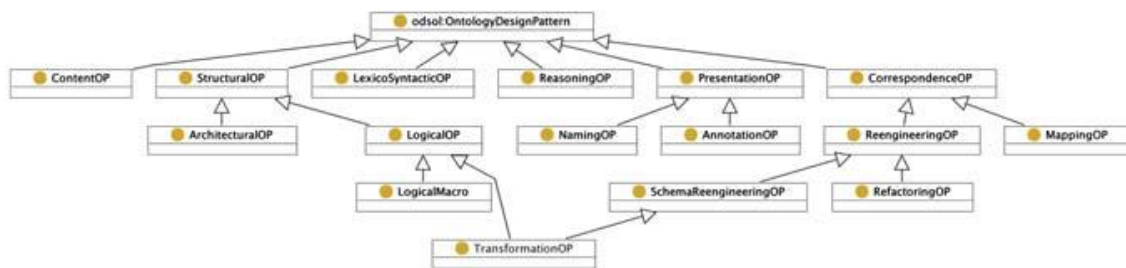 odsol:OntologyDesignPattern
ContentOP
StructuralOP
LexicoSyntacticOP
ReasoningOP
PresentationOP
CorrespondenceOP
ArchitecturalOP
LogicalOP
NamingOP
AnnotationOP
ReengineeringOP
MappingOP
LogicalMacro
SchemaReengineeringOP
RefactoringOP
TransformationOP